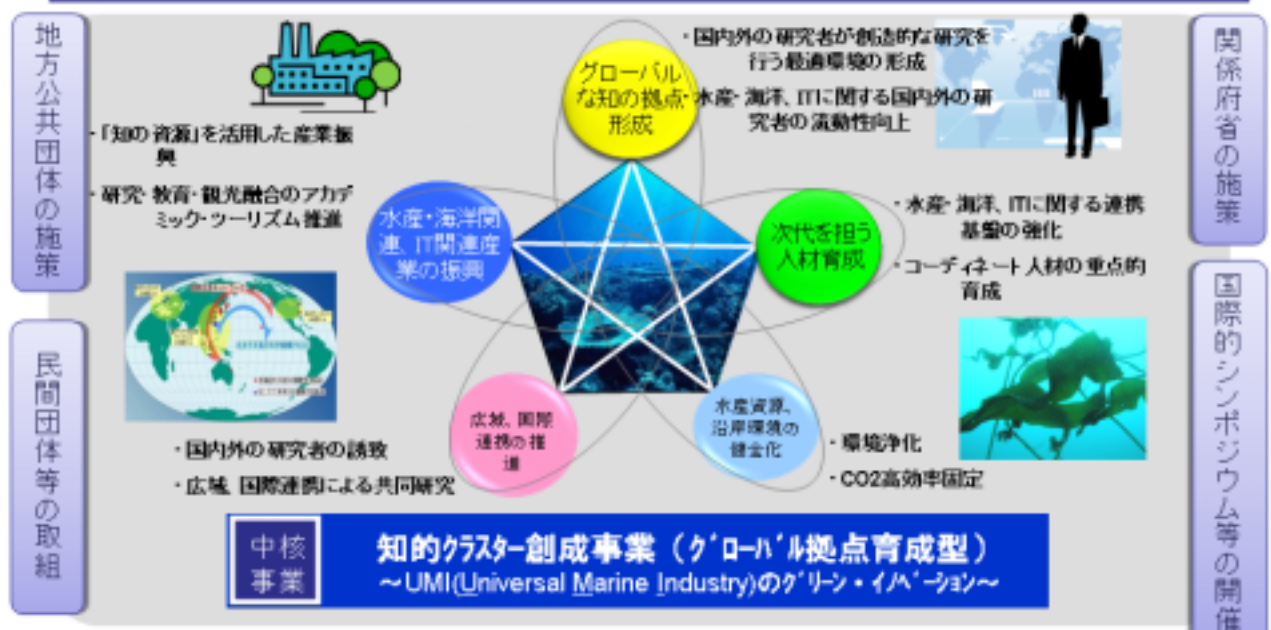 地方公共団体の施策
民間団体等の取組
関係府省の施策
国際的シンポジウム等の開催
グローバル
な知の拠点
形成
・国内外の研究者が創造的な研究を
行う最適環境の形成
・水産・海洋、ITに関する国内外の研
究者の流動性向上
・「知の資源」を活用した産業振
興
・研究・教育・観光融合のアカデ
ミック・ツーリズム推進
水産・海洋関
連、IT関連産
業の振興
次代を担う
人材育成
・水産・海洋、ITに関する連携
基盤の強化
・コーディネート人材の重点的
育成
広域、国際
連携の推
進
・国内外の研究者の誘致
・広域、国際連携による共同研究
水産資源、
沿岸環境の
健全化
・環境浄化
・CO2高効率固定
中核
事業
知的クラスター創成事業（グローバル拠点育成型）
～UMI(Universal Marine Industry)のグリーン・イノベーション～